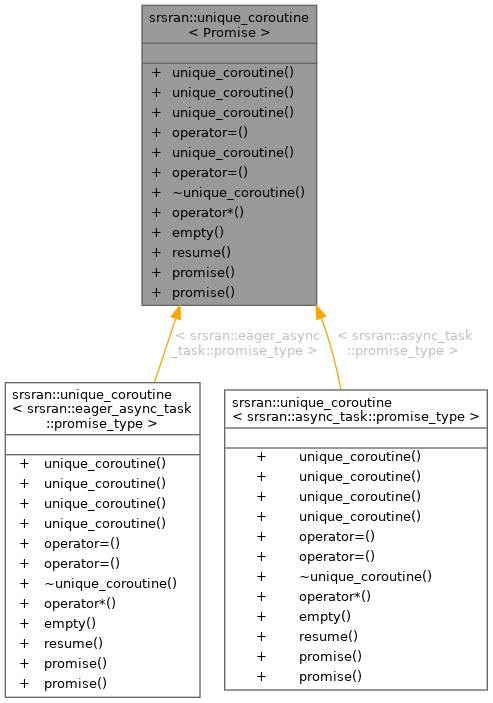 srsran::unique_coroutine
< Promise >
+ unique_coroutine()
+ unique_coroutine()
+ unique_coroutine()
+ operator=()
+ unique_coroutine()
+ operator=()
+ ~unique_coroutine()
+ operator*()
+ empty()
+ resume()
+ promise()
+ promise()
< srsran::eager_async
_task::promise_type >
< srsran::async_task
::promise_type >
srsran::unique_coroutine
< srsran::eager_async_task
::promise_type >
+ unique_coroutine()
+ unique_coroutine()
+ unique_coroutine()
+ unique_coroutine()
+ operator=()
+ operator=()
+ ~unique_coroutine()
+ operator*()
+ empty()
+ resume()
+ promise()
+ promise()
srsran::unique_coroutine
< srsran::async_task::promise_type >
+ unique_coroutine()
+ unique_coroutine()
+ unique_coroutine()
+ unique_coroutine()
+ operator=()
+ operator=()
+ ~unique_coroutine()
+ operator*()
+ empty()
+ resume()
+ promise()
+ promise()